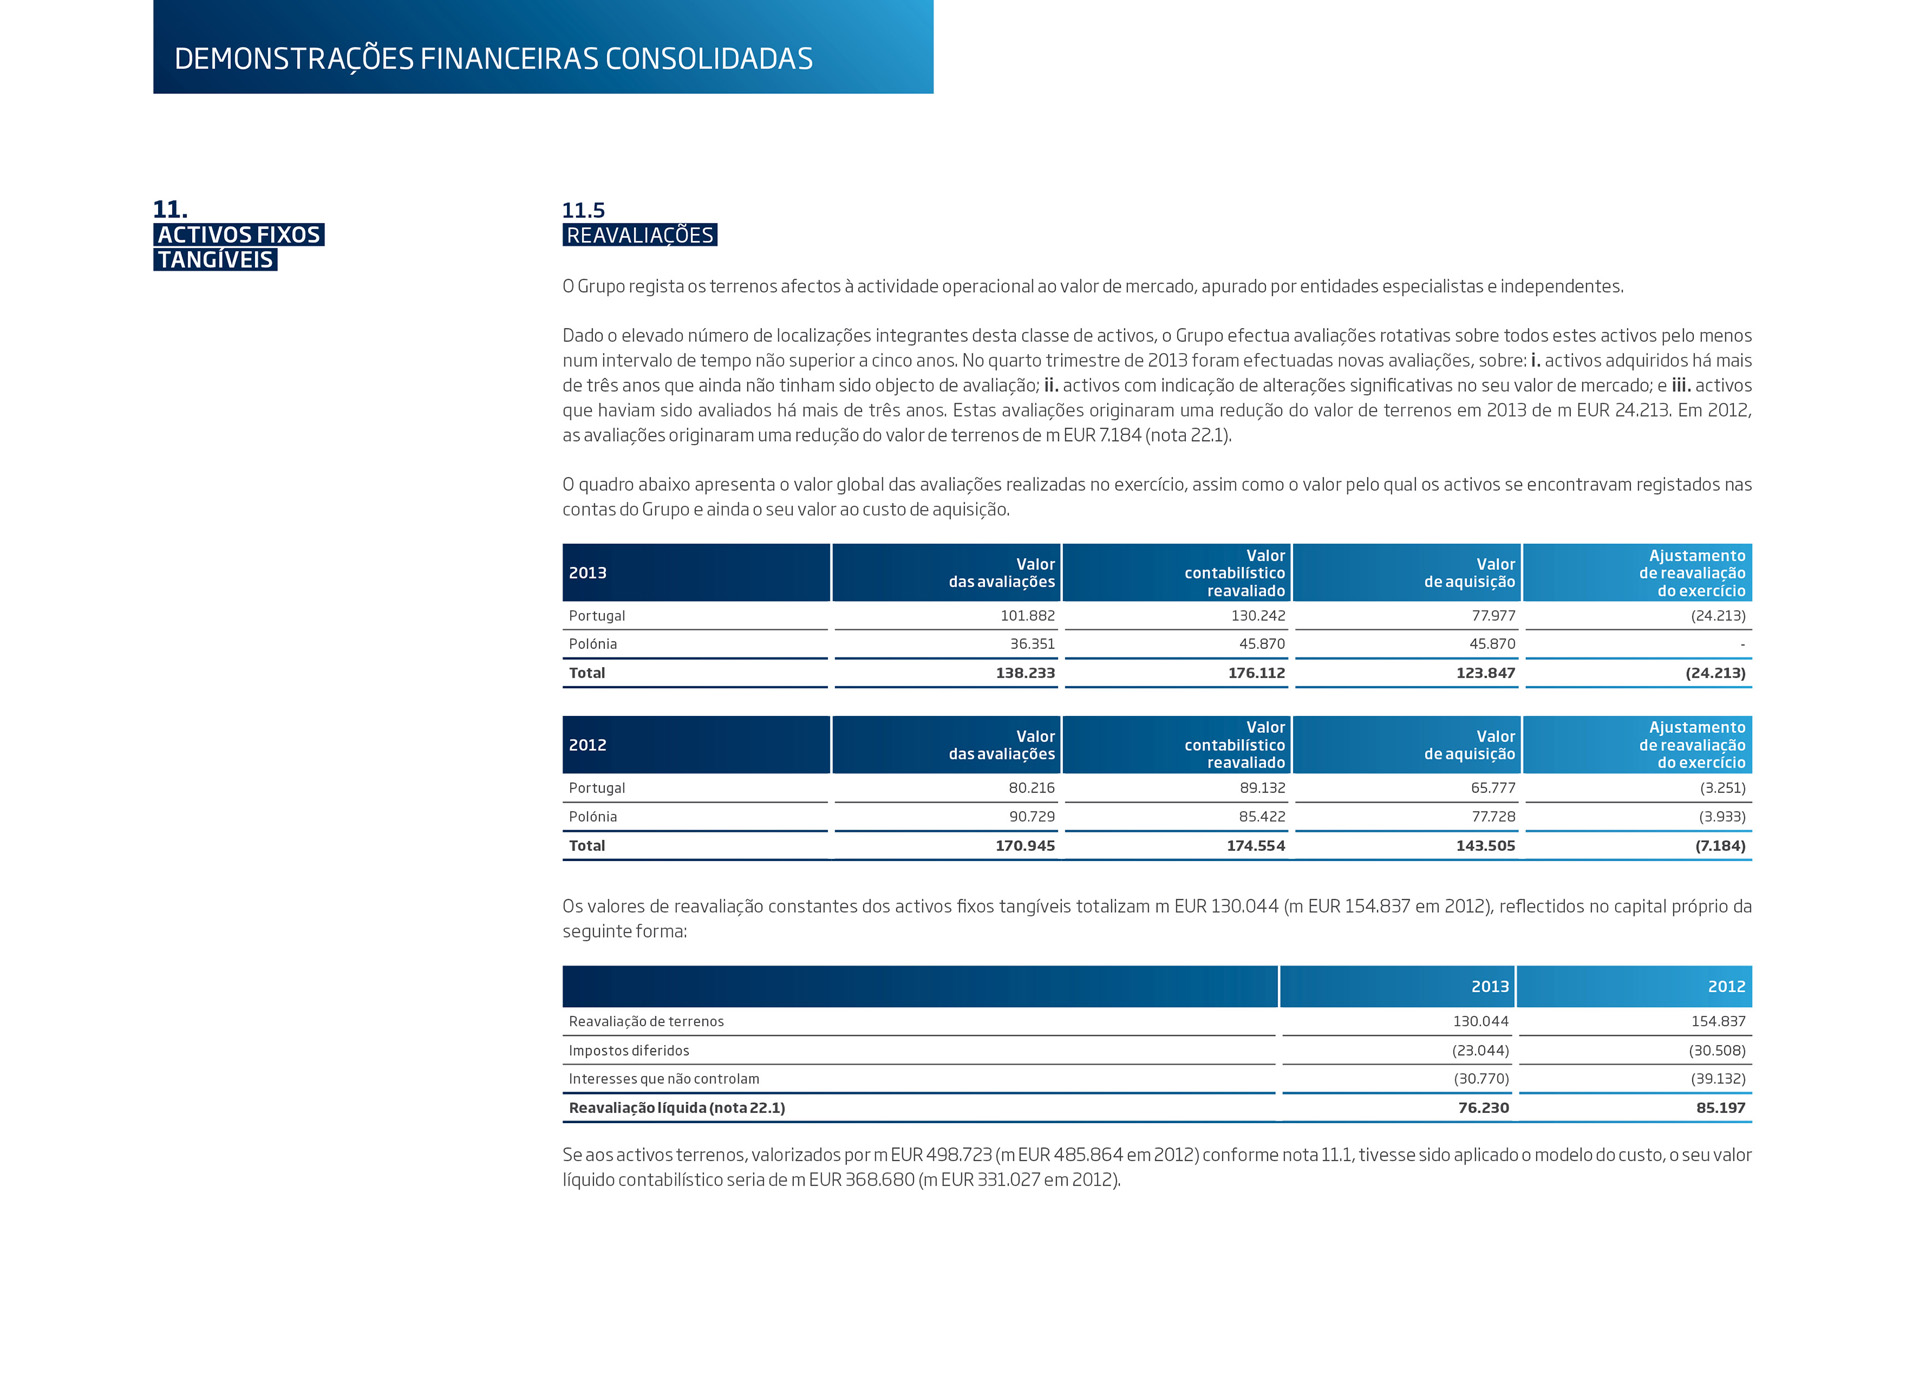 DEMONSTRAÇÕES FINANCEIRAS CONSOLIDADAS
11.
ACTIVOS FIXOS
TANGÍVEIS
11.5
REAVALIAÇÕES
O Grupo regista os terrenos afectos à actividade operacional ao valor de mercado, apurado por entidades especialistas e independentes.
Dado o elevado número de localizações integrantes desta classe de activos, o Grupo efectua avaliações rotativas sobre todos estes activos pelo menos
num intervalo de tempo não superior a cinco anos. No quarto trimestre de 2013 foram efectuadas novas avaliações, sobre: i. activos adquiridos há mais
de três anos que ainda não tinham sido objecto de avaliação; ii. activos com indicação de alterações significativas no seu valor de mercado; e iii. activos
que haviam sido avaliados há mais de três anos. Estas avaliações originaram uma redução do valor de terrenos em 2013 de m EUR 24.213. Em 2012,
as avaliações originaram uma redução do valor de terrenos de m EUR 7.184 (nota 22.1).
O quadro abaixo apresenta o valor global das avaliações realizadas no exercício, assim como o valor pelo qual os activos se encontravam registados nas
contas do Grupo e ainda o seu valor ao custo de aquisição.
2013 Valor das avaliações Valor contabilístico reavaliado Valor de aquisição Ajustamento de reavaliação do exercício
Portugal 101.882 130.242 77.977 (24.213)
Polónia 36.351 45.870 45.870 -
Total 138.233 176.112 123.847 (24.213)
2012 Valor das avaliações Valor contabilístico reavaliado Valor de aquisição Ajustamento de reavaliação do exercício
Portugal 80.216 89.132 65.777 (3.251)
Polónia 90.729 85.422 77.728 (3.933)
Total 170.945 174.554 143.505 (7.184)
Os valores de reavaliação constantes dos activos fixos tangíveis totalizam m EUR 130.044 (m EUR 154.837 em 2012), reflectidos no capital próprio da
seguinte forma:
2013 2012
Reavaliação de terrenos 130.044 154.837
Impostos diferidos (23.044) (30.508)
Interesses que não controlam (30.770) (39.132)
Reavaliação líquida (nota 22.1) 76.230 85.197
Se aos activos terrenos, valorizados por m EUR 498.723 (m EUR 485.864 em 2012) conforme nota 11.1, tivesse sido aplicado o modelo do custo, o seu valor
líquido contabilístico seria de m EUR 368.680 (m EUR 331.027 em 2012).